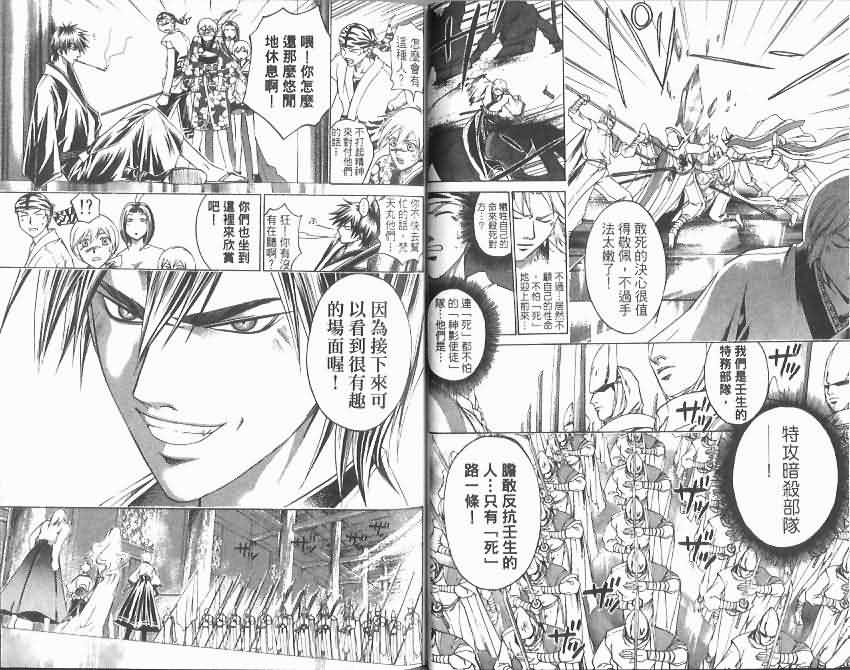 敢死的決心很值
得敬佩,不過手
法太嫩了!
犧牲自己的
命來殺死對
方…?
不過…居然不
顧自己的性命
,不怕「死」
地迎上前來…
連「死」都不怕
的「神影使徒」
隊…他們是…
我們是壬生的
特務部隊,
特攻暗殺部隊
——!
膽敢反抗壬生的
人…只有「死」
路一條!
怎麼會有
這種人?
不打起精神
來對付他們
的話…
喂!你怎麼
還那麼悠閒
地休息啊!
你不快去幫
忙的話,梵
天丸他們!
狂!你有沒
有在聽啊?
你們也坐到
這裡來欣賞
吧!
!?
因為接下來可
以看到很有趣
的場面喔!